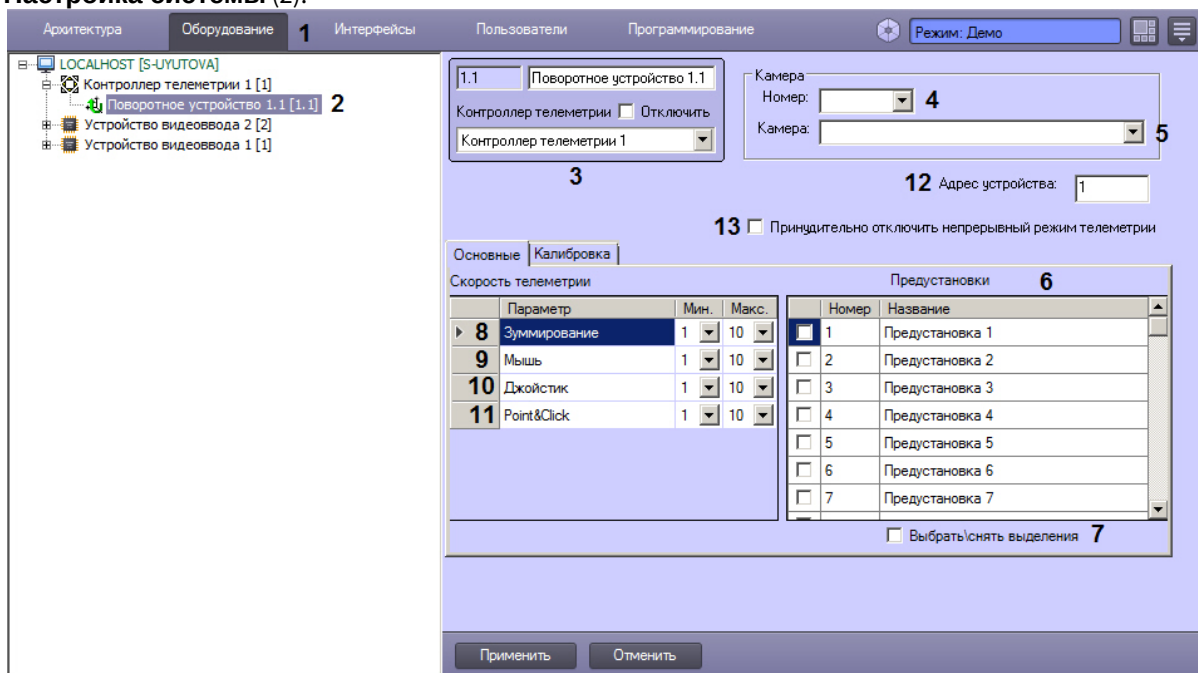 Настройка системы (2).
Архитектура Оборудование 1 Интерфейсы Пользователи Программирование Режим: Демо
LOCALHOST [S-UYUTOVA]
Контроллер телеметрии 1 [1]
Поворотное устройство 1.1 [1.1] 2
Устройство видеоввода 2 [2]
Устройство видеоввода 1 [1]
1.1 Поворотное устройство 1.1
Контроллер телеметрии Отключить
Контроллер телеметрии 1
3
Камера
Номер: 4
Камера: 5
12 Адрес устройства: 1
13 Принудительно отключить непрерывный режим телеметрии
Основные Калибровка
Скорость телеметрии
Параметр Мин. Макс.
8 Зуммирование 1 10
9 Мышь 1 10
10 Джойстик 1 10
11 Point&Click 1 10
Предустановки 6
Номер Название
1 Предустановка 1
2 Предустановка 2
3 Предустановка 3
4 Предустановка 4
5 Предустановка 5
6 Предустановка 6
7 Предустановка 7
Выбрать\снять выделения 7
Применить Отменить